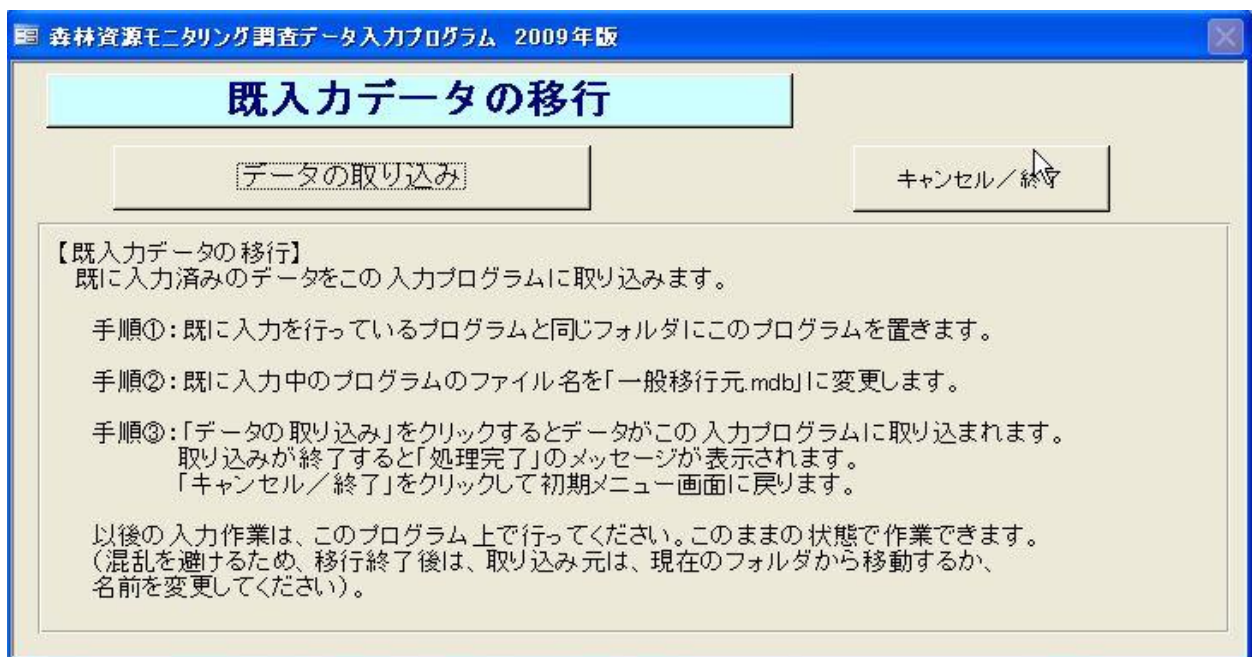 森林資源モニタリング調査データ入力プログラム 2009年版
既入力データの移行
データの取り込み
キャンセル／終了
【既入力データの移行】
既に入力済みのデータをこの入力プログラムに取り込みます。
手順①：既に入力を行っているプログラムと同じフォルダにこのプログラムを置きます。
手順②：既に入力中のプログラムのファイル名を「一般移行元.mdb」に変更します。
手順③：「データの取り込み」をクリックするとデータがこの入力プログラムに取り込まれます。
取り込みが終了すると「処理完了」のメッセージが表示されます。
「キャンセル／終了」をクリックして初期メニュー画面に戻ります。
以後の入力作業は、このプログラム上で行ってください。このままの状態で作業できます。
（混乱を避けるため、移行終了後は、取り込み元は、現在のフォルダから移動するか、
名前を変更してください）。